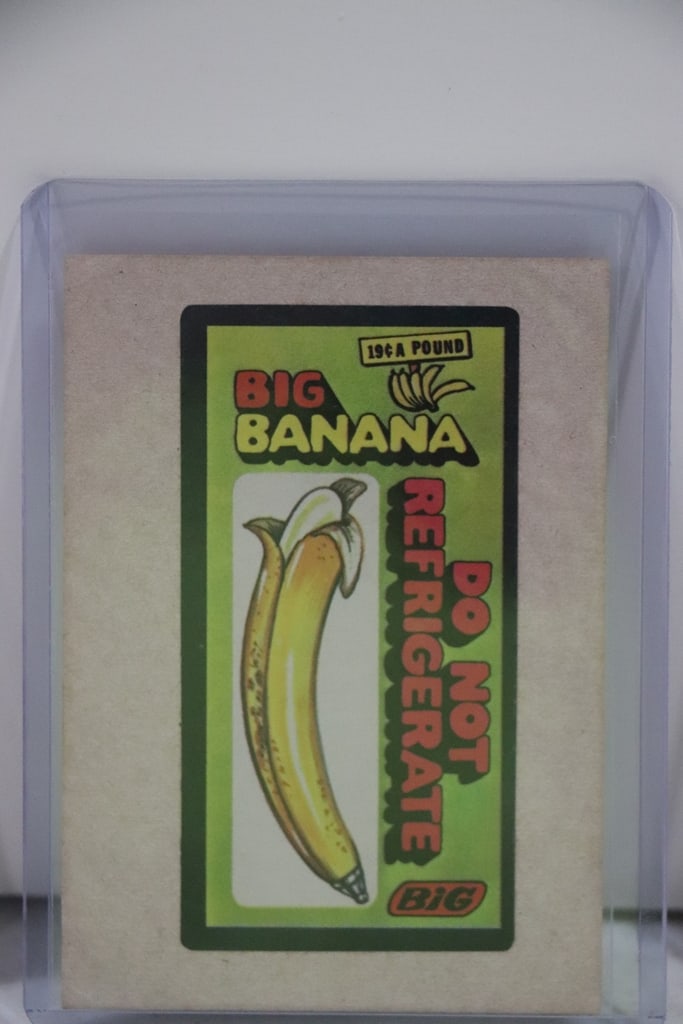 19¢ A POUND
BIG
BANANA
DO NOT
REFRIGERATE
BiG